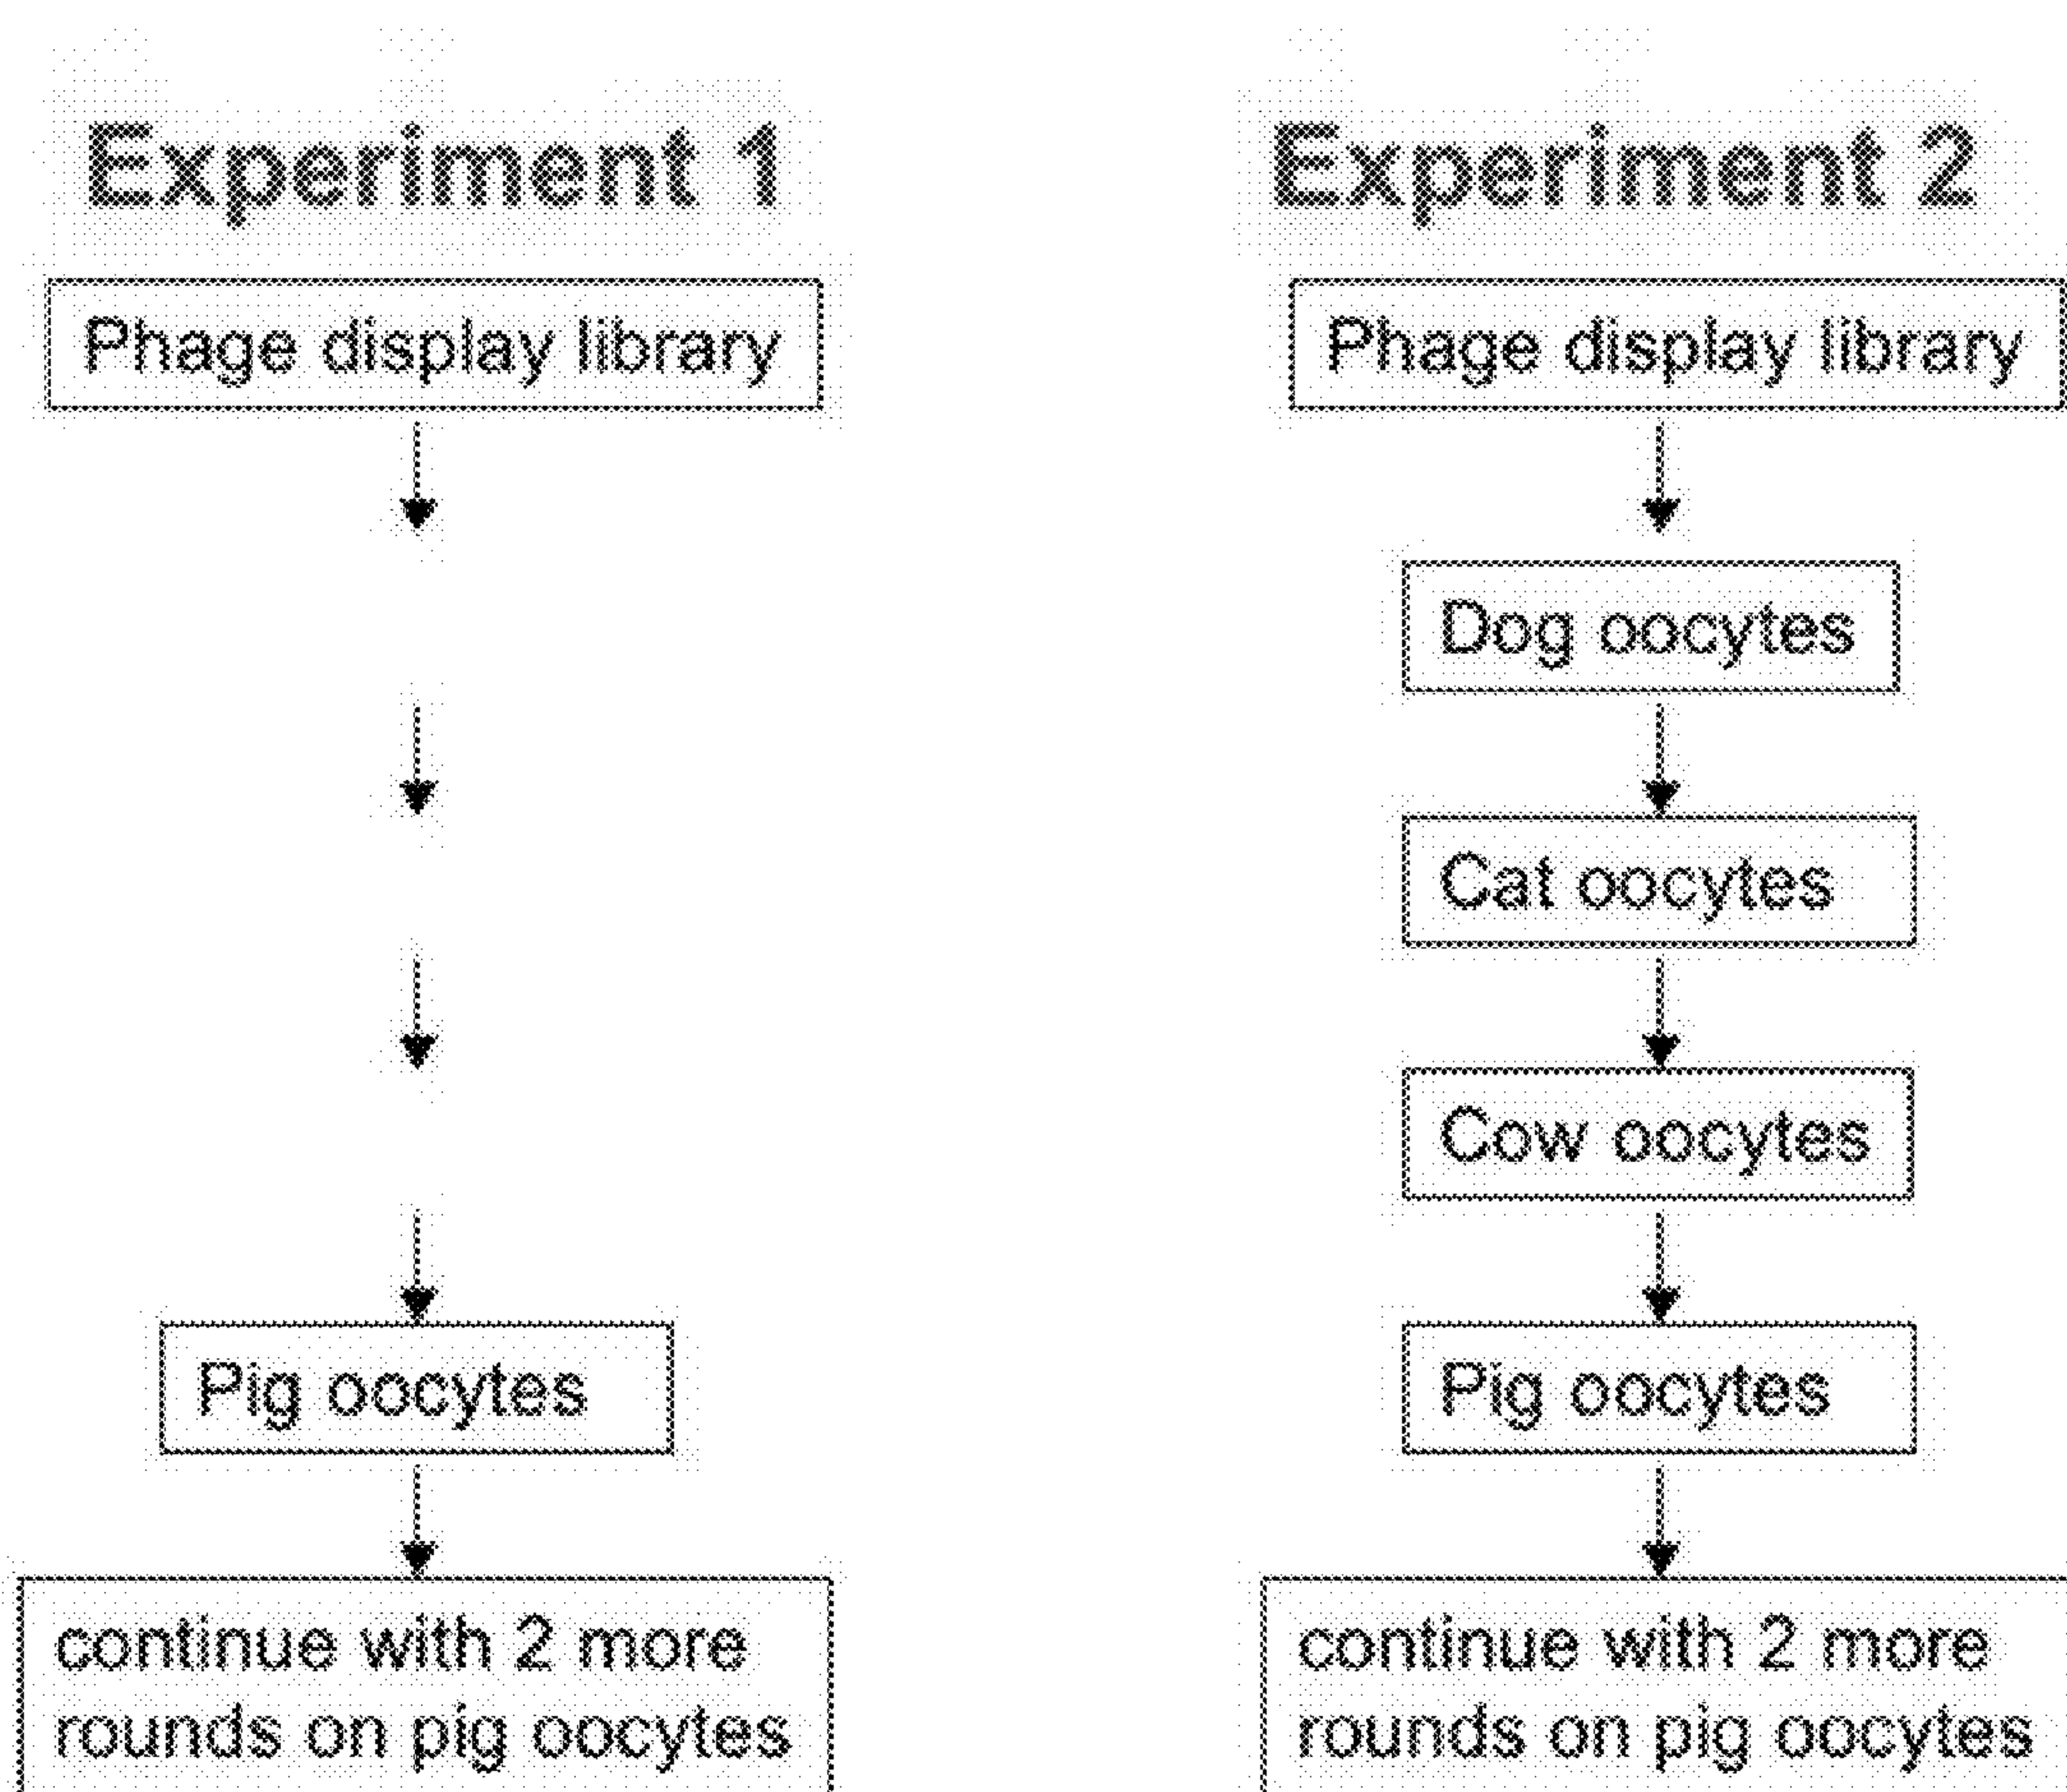 Experiment 1
Phage display library
Pig oocytes
continue with 2 more
rounds on pig oocytes
Experiment 2
Phage display library
Dog oocytes
Cat oocytes
Cow oocytes
Pig oocytes
continue with 2 more
rounds on pig oocytes